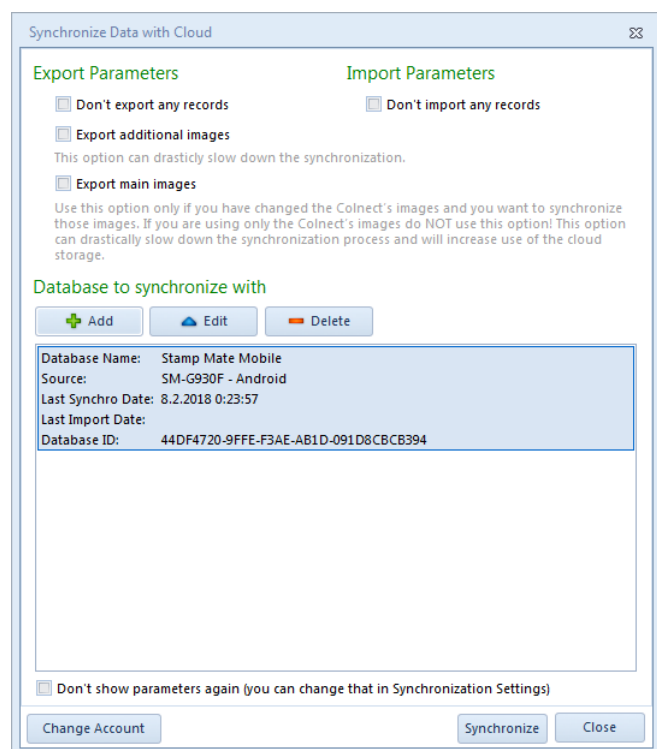 Synchronize Data with Cloud
Export Parameters
Import Parameters
Don't export any records
Don't import any records
Export additional images
This option can drasticly slow down the synchronization.
Export main images
Use this option only if you have changed the Colnect's images and you want to synchronize
those images. If you are using only the Colnect's images do NOT use this option! This option
can drastically slow down the synchronization process and will increase use of the cloud
storage.
Database to synchronize with
Add
Edit
Delete
Database Name: Stamp Mate Mobile
Source: SM-G930F - Android
Last Synchro Date: 8.2.2018 0:23:57
Last Import Date:
Database ID: 44DF4720-9FFE-F3AE-AB1D-091D8CBCB394
Don't show parameters again (you can change that in Synchronization Settings)
Change Account
Synchronize
Close